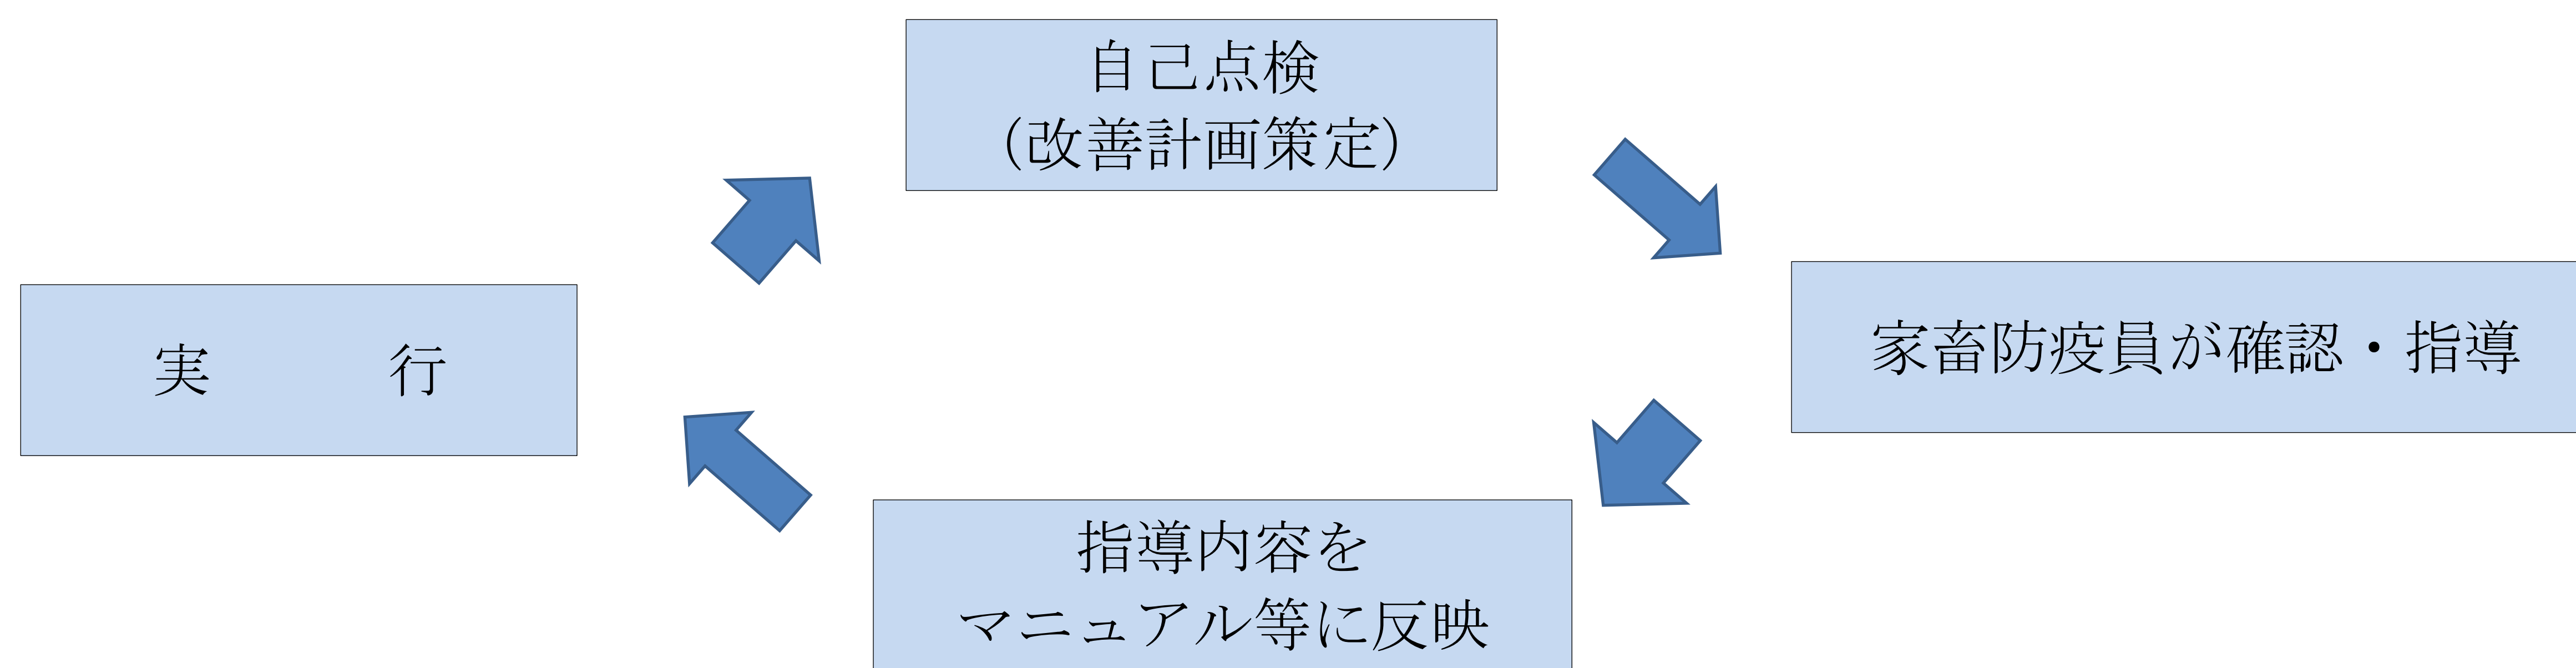 自己点検
（改善計画策定）
家畜防疫員が確認・指導
実　　　行
指導内容を
マニュアル等に反映